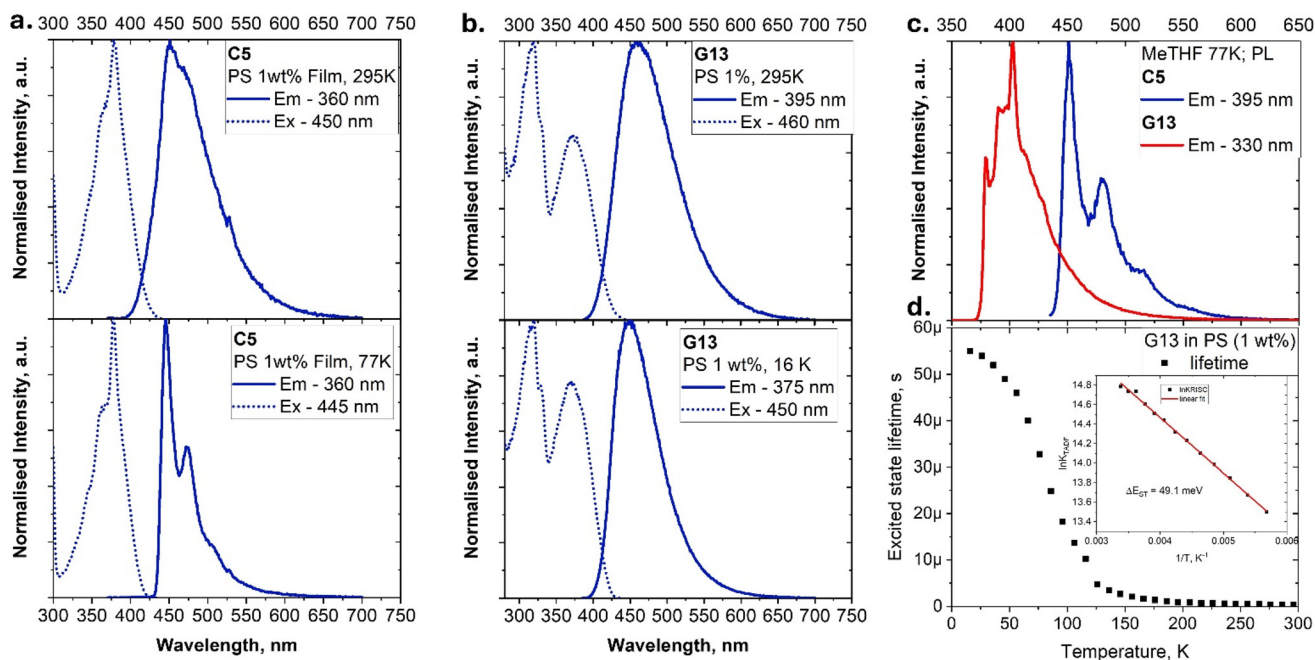 a.
300 350 400 450 500 550 600 650 700 750
Normalised Intensity, a.u.
C5
PS 1wt% Film, 295K
Em - 360 nm
Ex - 450 nm
Normalised Intensity, a.u.
C5
PS 1wt% Film, 77K
Em - 360 nm
Ex - 445 nm
300 350 400 450 500 550 600 650 700 750
Wavelength, nm
b.
300 350 400 450 500 550 600 650 700 750
Normalised Intensity, a.u.
G13
PS 1%, 295K
Em - 395 nm
Ex - 460 nm
Normalised Intensity, a.u.
G13
PS 1 wt%, 16 K
Em - 375 nm
Ex - 450 nm
300 350 400 450 500 550 600 650 700 750
Wavelength, nm
c.
350 400 450 500 550 600 650
Normalised Intensity, a.u.
MeTHF 77K; PL
C5
Em - 395 nm
G13
Em - 330 nm
d.
60µ
50µ
40µ
30µ
20µ
10µ
0
Excited state lifetime, s
G13 in PS (1 wt%)
lifetime
14.8
14.6
14.4
14.2
14.0
13.8
13.6
13.4
lnK_TADF
lnKRISC
linear fit
ΔE_ST = 49.1 meV
0.003 0.004 0.005 0.006
1/T, K⁻¹
0 50 100 150 200 250 300
Temperature, K